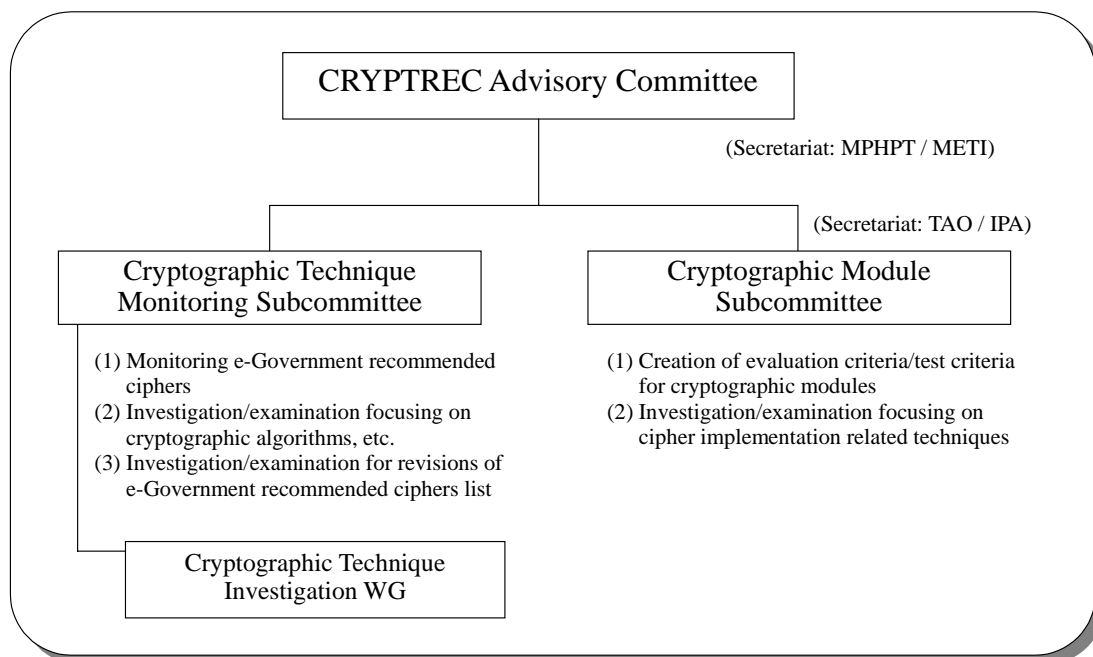 CRYPTREC Advisory Committee
(Secretariat: MPHPT / METI)
(Secretariat: TAO / IPA)
Cryptographic Technique
Monitoring Subcommittee
(1) Monitoring e-Government recommended
ciphers
(2) Investigation/examination focusing on
cryptographic algorithms, etc.
(3) Investigation/examination for revisions of
e-Government recommended ciphers list
Cryptographic Technique
Investigation WG
Cryptographic Module
Subcommittee
(1) Creation of evaluation criteria/test criteria
for cryptographic modules
(2) Investigation/examination focusing on
cipher implementation related techniques